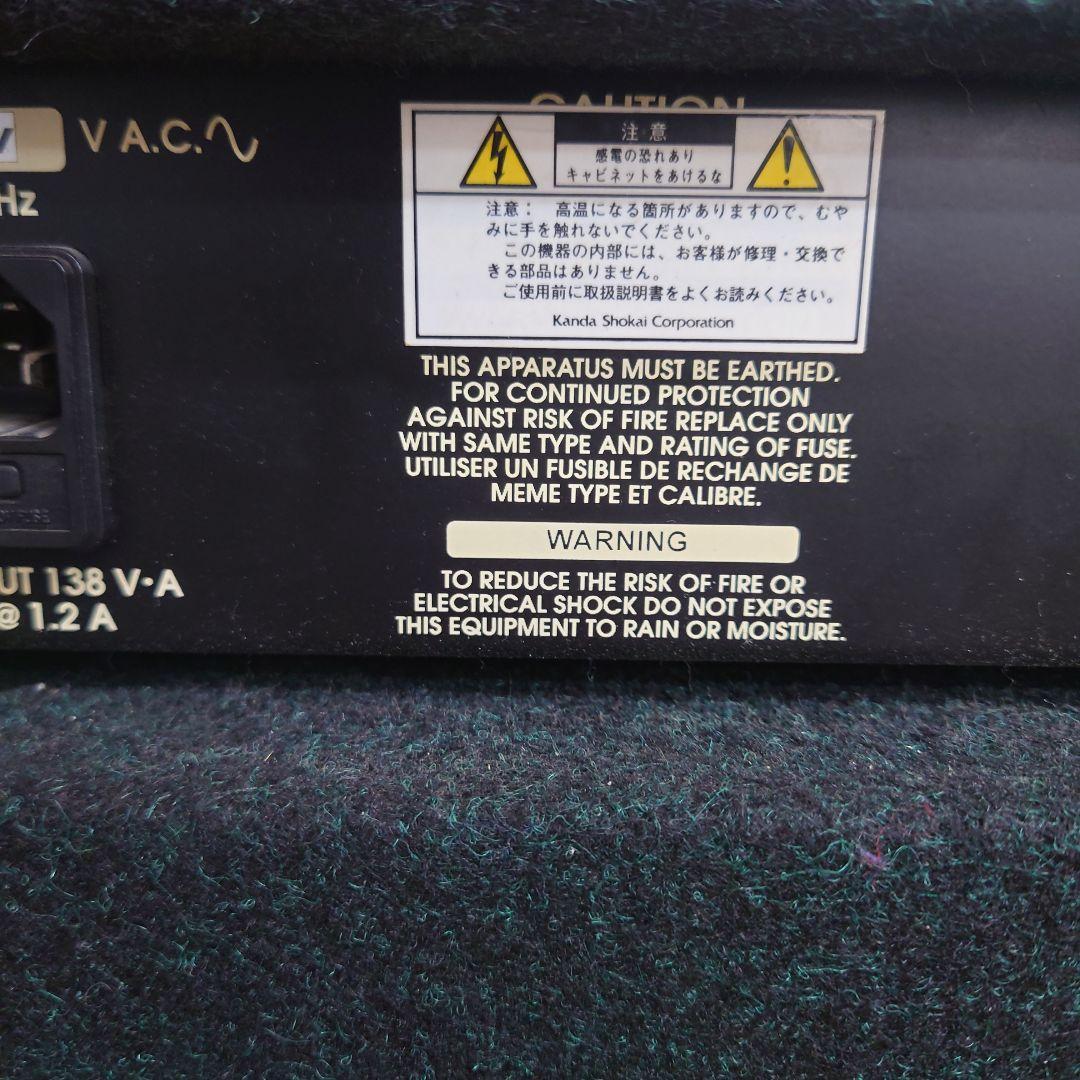 V A.C.
Hz
UT 138 V·A
@ 1.2 A
CAUTION
注意
感電の恐れあり
キャビネットをあけるな
注意： 高温になる箇所がありますので、むや
みに手を触れないでください。
この機器の内部には、お客様が修理・交換で
きる部品はありません。
ご使用前に取扱説明書をよくお読みください。
Kanda Shokai Corporation
THIS APPARATUS MUST BE EARTHED.
FOR CONTINUED PROTECTION
AGAINST RISK OF FIRE REPLACE ONLY
WITH SAME TYPE AND RATING OF FUSE.
UTILISER UN FUSIBLE DE RECHANGE DE
MEME TYPE ET CALIBRE.
WARNING
TO REDUCE THE RISK OF FIRE OR
ELECTRICAL SHOCK DO NOT EXPOSE
THIS EQUIPMENT TO RAIN OR MOISTURE.